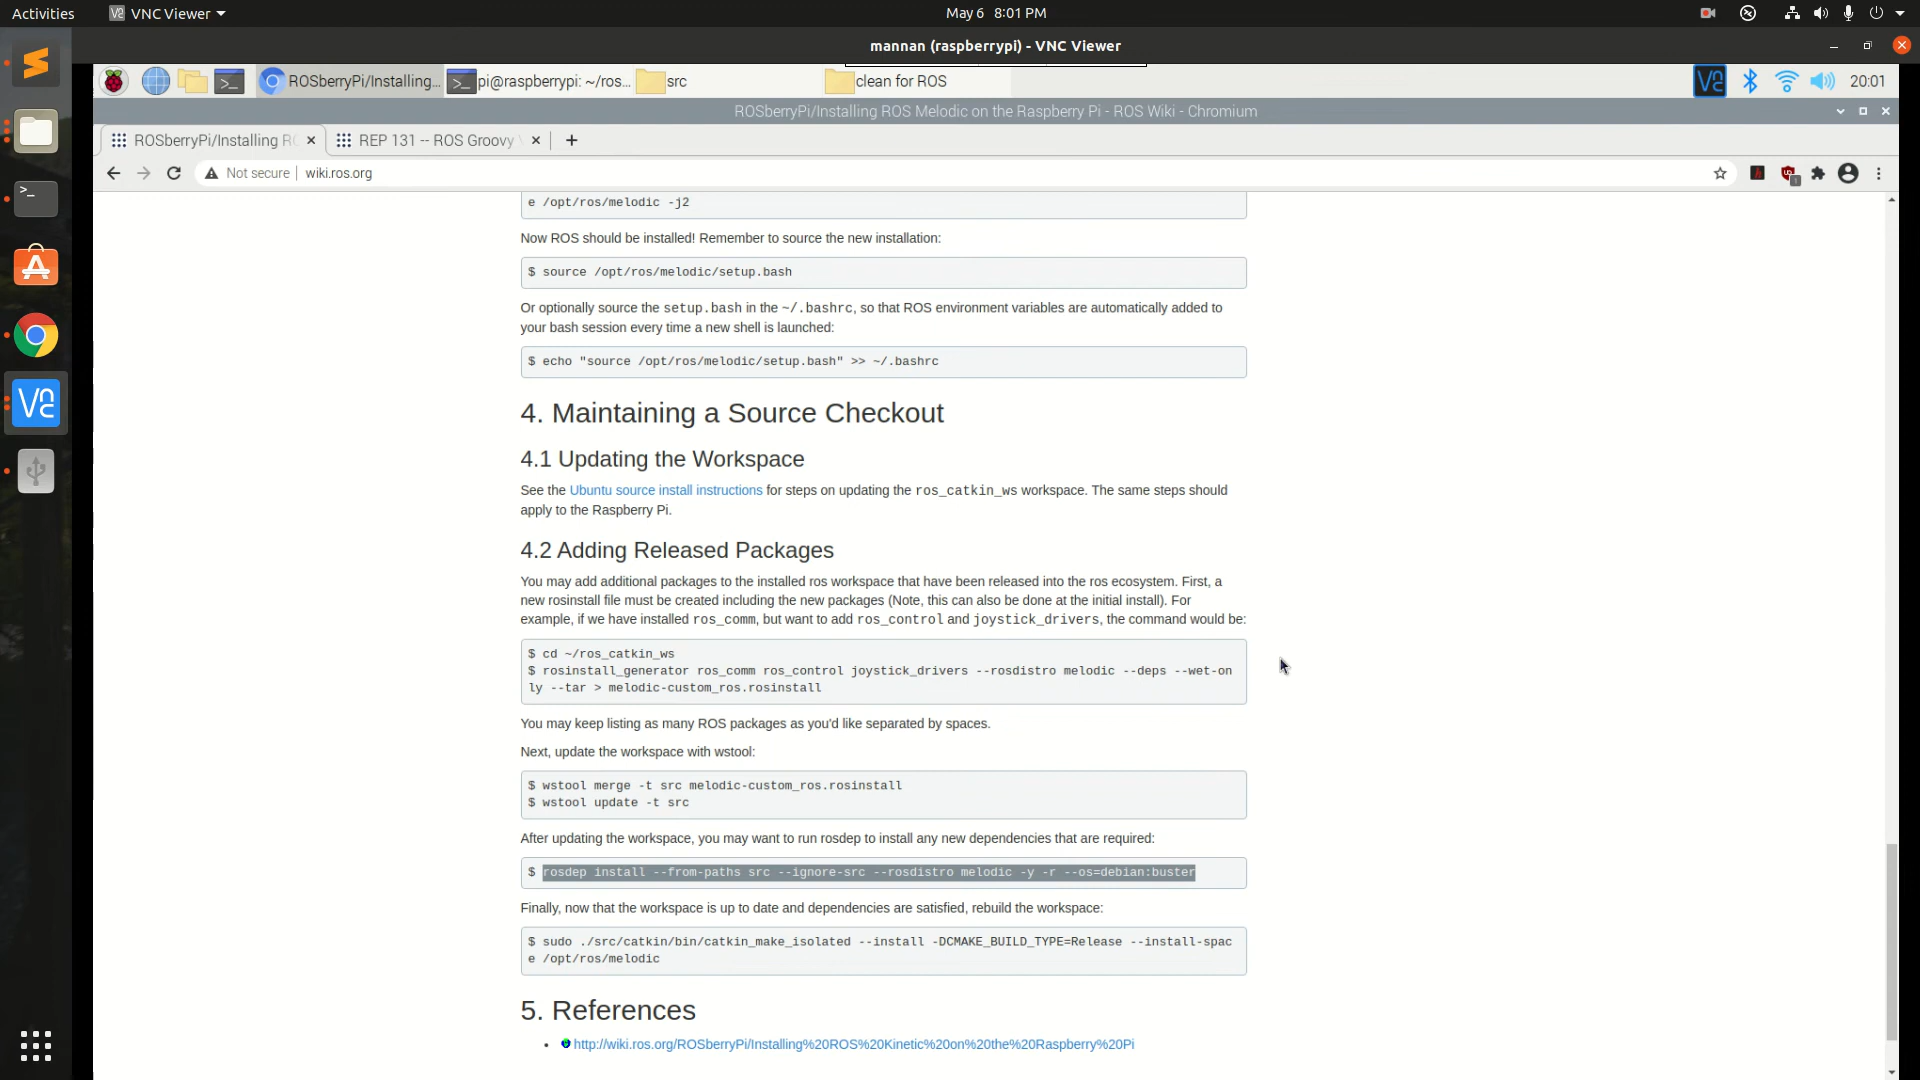 Activities VNC Viewer May 6 8:01 PM
mannan (raspberrypi) - VNC Viewer
ROSberryPi/Installing... pi@raspberrypi: ~/ros... src clean for ROS 20:01
ROSberryPi/Installing ROS Melodic on the Raspberry Pi - ROS Wiki - Chromium
ROSberryPi/Installing RO REP 131 -- ROS Groovy
Not secure | wiki.ros.org
e /opt/ros/melodic -j2
Now ROS should be installed! Remember to source the new installation:
$ source /opt/ros/melodic/setup.bash
Or optionally source the setup.bash in the ~/.bashrc, so that ROS environment variables are automatically added to
your bash session every time a new shell is launched:
$ echo "source /opt/ros/melodic/setup.bash" >> ~/.bashrc
4. Maintaining a Source Checkout
4.1 Updating the Workspace
See the Ubuntu source install instructions for steps on updating the ros_catkin_ws workspace. The same steps should
apply to the Raspberry Pi.
4.2 Adding Released Packages
You may add additional packages to the installed ros workspace that have been released into the ros ecosystem. First, a
new rosinstall file must be created including the new packages (Note, this can also be done at the initial install). For
example, if we have installed ros_comm, but want to add ros_control and joystick_drivers, the command would be:
$ cd ~/ros_catkin_ws
$ rosinstall_generator ros_comm ros_control joystick_drivers --rosdistro melodic --deps --wet-on
ly --tar > melodic-custom_ros.rosinstall
You may keep listing as many ROS packages as you'd like separated by spaces.
Next, update the workspace with wstool:
$ wstool merge -t src melodic-custom_ros.rosinstall
$ wstool update -t src
After updating the workspace, you may want to run rosdep to install any new dependencies that are required:
$ rosdep install --from-paths src --ignore-src --rosdistro melodic -y -r --os=debian:buster
Finally, now that the workspace is up to date and dependencies are satisfied, rebuild the workspace:
$ sudo ./src/catkin/bin/catkin_make_isolated --install -DCMAKE_BUILD_TYPE=Release --install-spac
e /opt/ros/melodic
5. References
• http://wiki.ros.org/ROSberryPi/Installing%20ROS%20Kinetic%20on%20the%20Raspberry%20Pi